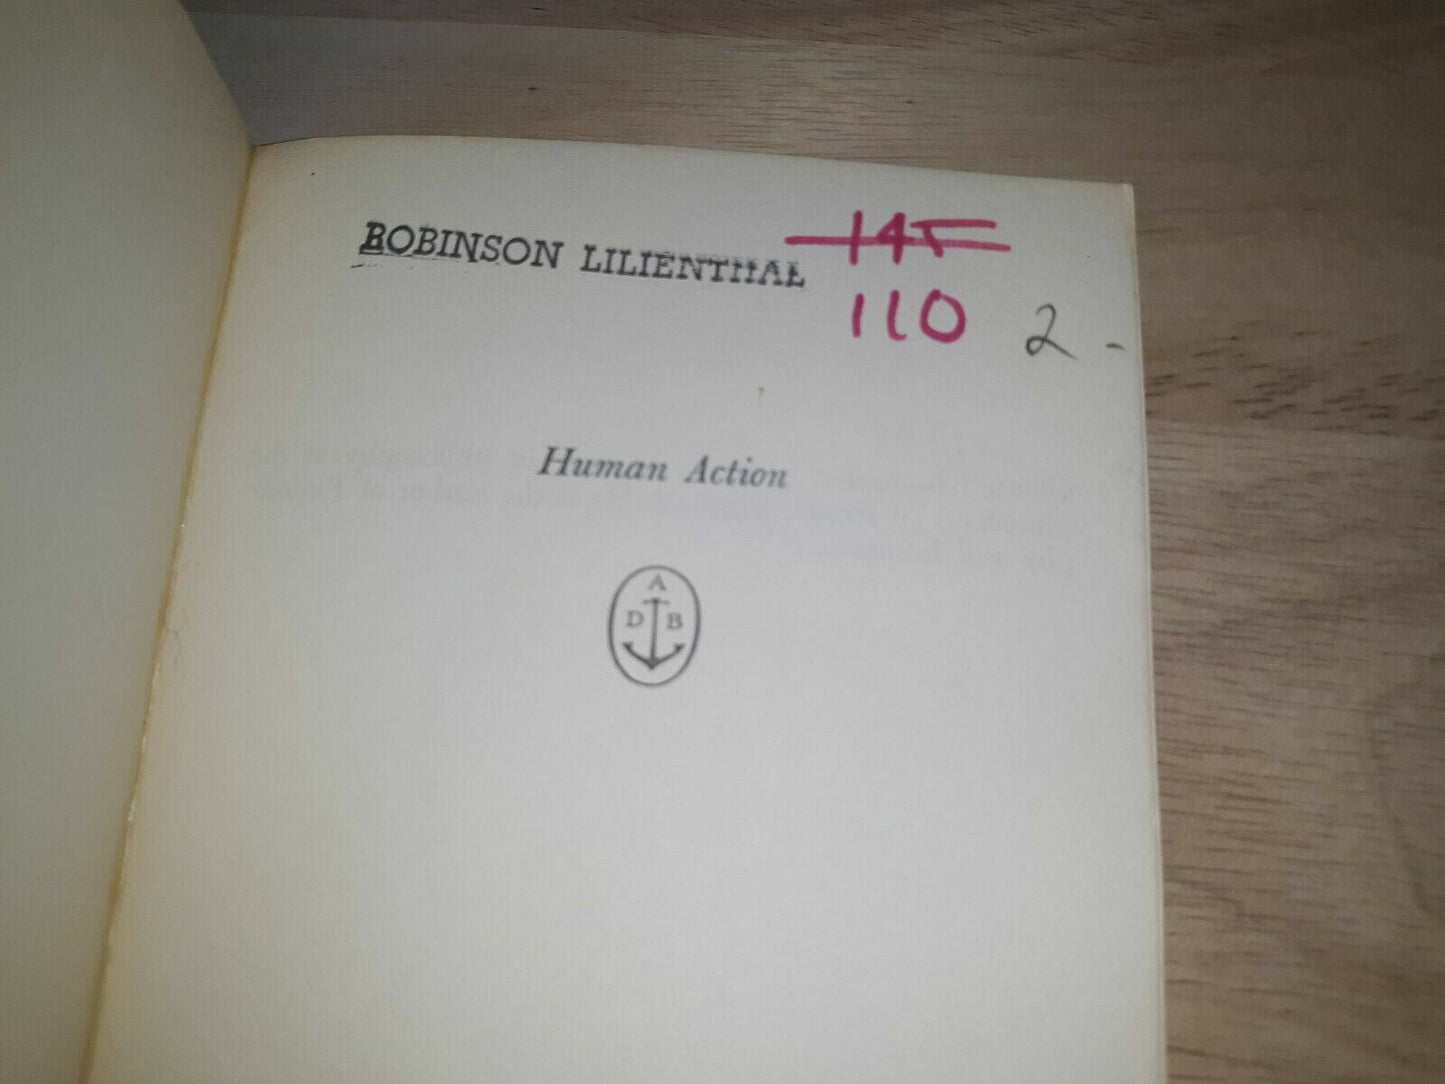 ROBINSON LILIENTHAL
145
110
2 -
Human Action
A
D B